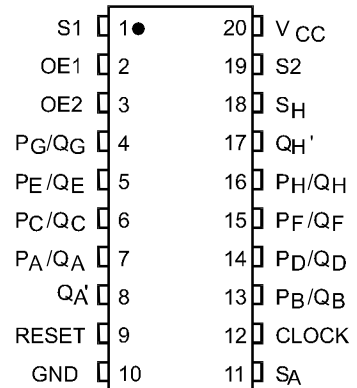 S1 1 20 VCC
OE1 2 19 S2
OE2 3 18 SH
PG/QG 4 17 QH'
PE/QE 5 16 PH/QH
PC/QC 6 15 PF/QF
PA/QA 7 14 PD/QD
QA' 8 13 PB/QB
RESET 9 12 CLOCK
GND 10 11 SA